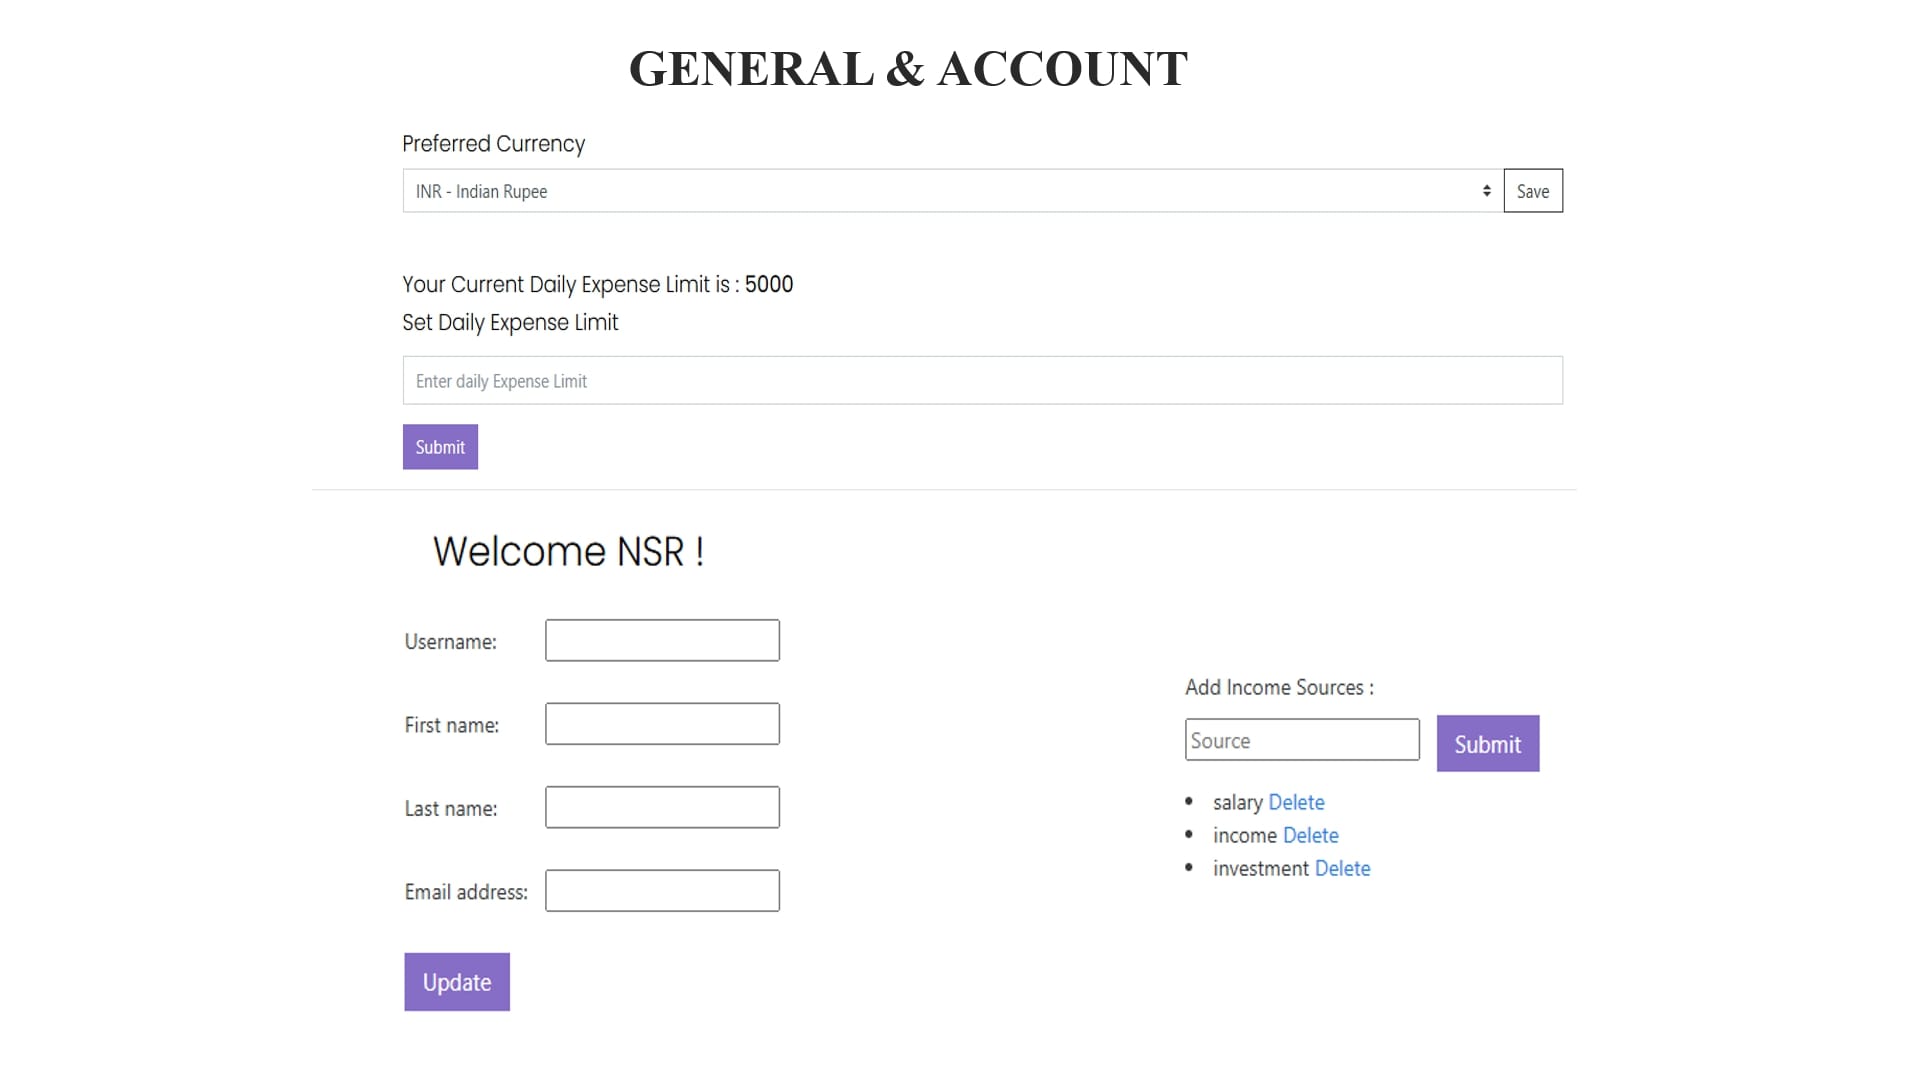 GENERAL & ACCOUNT
Preferred Currency
INR - Indian Rupee
Save
Your Current Daily Expense Limit is : 5000
Set Daily Expense Limit
Enter daily Expense Limit
Submit
Welcome NSR !
Username:
First name:
Last name:
Email address:
Update
Add Income Sources :
Source
Submit
• salary Delete
• income Delete
• investment Delete